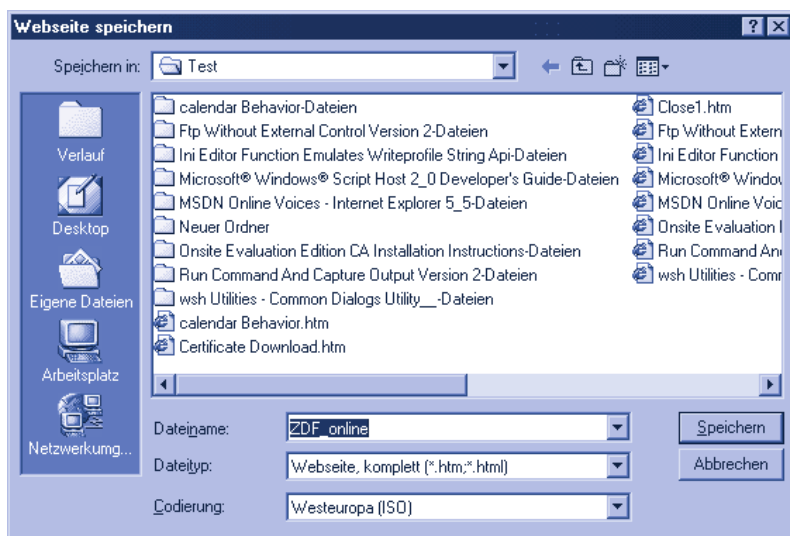 Webseite speichern
Speichern in:
Test
Verlauf
Desktop
Eigene Dateien
Arbeitsplatz
Netzwerkumg...
calendar Behavior-Dateien
Ftp Without External Control Version 2-Dateien
Ini Editor Function Emulates Writeprofile String Api-Dateien
Microsoft® Windows® Script Host 2_0 Developer's Guide-Dateien
MSDN Online Voices - Internet Explorer 5_5-Dateien
Neuer Ordner
Onsite Evaluation Edition CA Installation Instructions-Dateien
Run Command And Capture Output Version 2-Dateien
wsh Utilities - Common Dialogs Utility__-Dateien
calendar Behavior.htm
Certificate Download.htm
Close1.htm
Ftp Without Extern
Ini Editor Function
Microsoft® Window
MSDN Online Voic
Onsite Evaluation
Run Command An
wsh Utilities - Comm
Dateiname:
ZDF_online
Speichern
Dateityp:
Webseite, komplett (*.htm;*.html)
Abbrechen
Codierung:
Westeuropa (ISO)